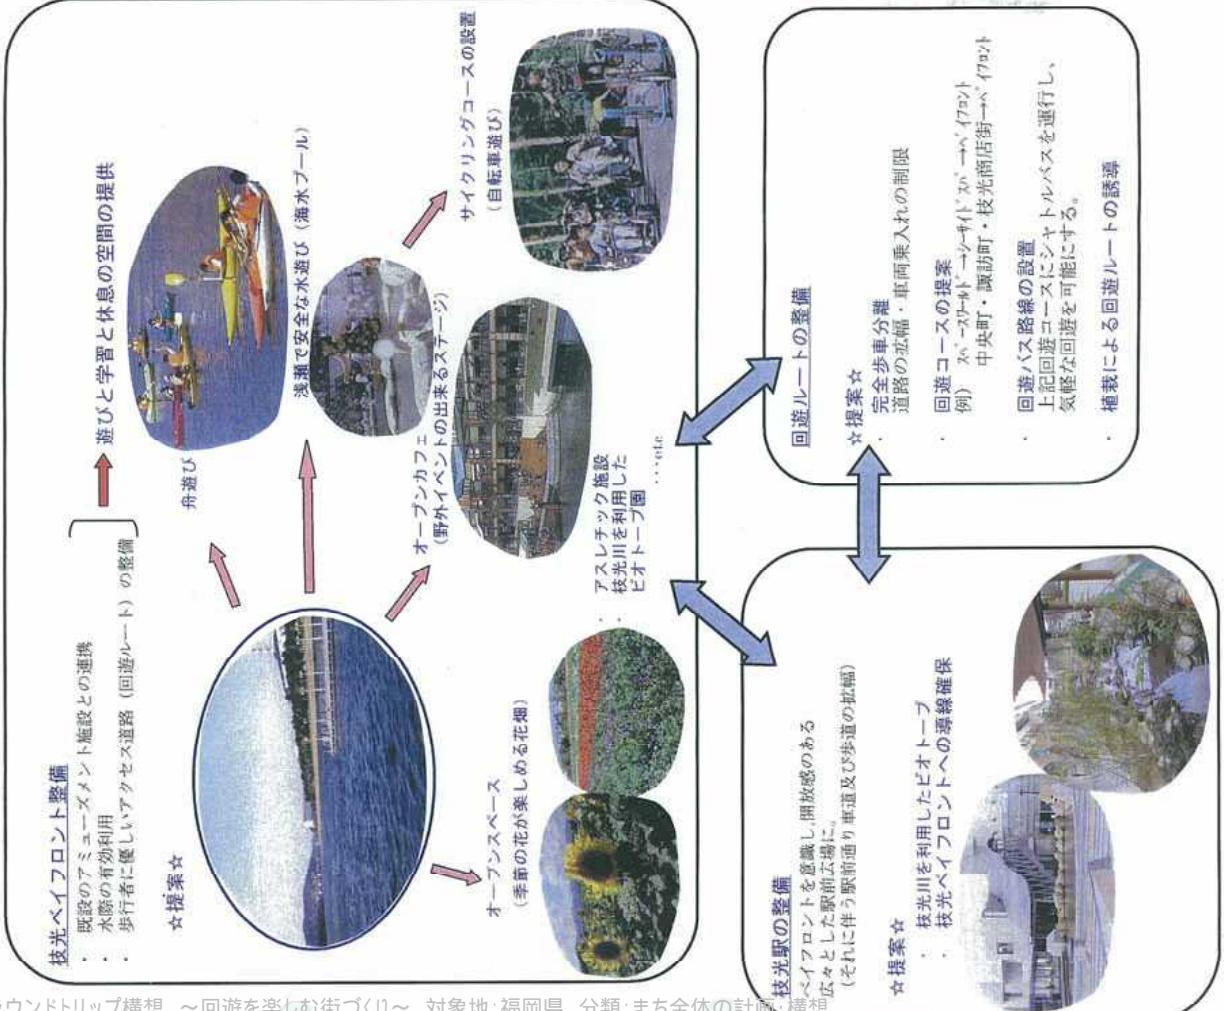 枝光ベイフロント整備
・ 既設のアミューズメント施設との連携
・ 水際の有効利用
・ 歩行者に優しいアクセス道路（回遊ルート）の整備
遊びと学習と休息の空間の提供
☆提案☆
舟遊び
浅瀬で安全な水遊び（海水プール）
サイクリングコースの設置
（自転車遊び）
オープンカフェ
（野外イベントの出来るステージ）
オープンスペース
（季節の花が楽しめる花畑）
・ アスレチック施設
・ 枝光川を利用した
ビオトープ園
…etc
枝光駅の整備
ベイフロントを意識し、開放感のある
広々とした駅前広場に。
（それに伴う駅前通り車道及び歩道の拡幅）
☆提案☆
・ 枝光川を利用したビオトープ
・ 枝光ベイフロントへの導線確保
回遊ルートの整備
☆提案☆
・ 完全歩車分離
道路の拡幅・車両乗入れの制限
・ 回遊コースの提案
例） ｽﾍﾟｰｽﾜｰﾙﾄﾞ→ｼｰｻｲﾄﾞｽﾊﾟ→ﾍﾞｲﾌﾛﾝﾄ
中央町・諏訪町・枝光商店街→ﾍﾞｲﾌﾛﾝﾄ
・ 回遊バス路線の設置
上記回遊コースにシャトルバスを運行し、
気軽な回遊を可能にする。
・ 植栽による回遊ルートの誘導
ラウンドトリップ構想 ～回遊を楽しむ街づくり～ 対象地：福岡県 分類：まち全体の計画・構想